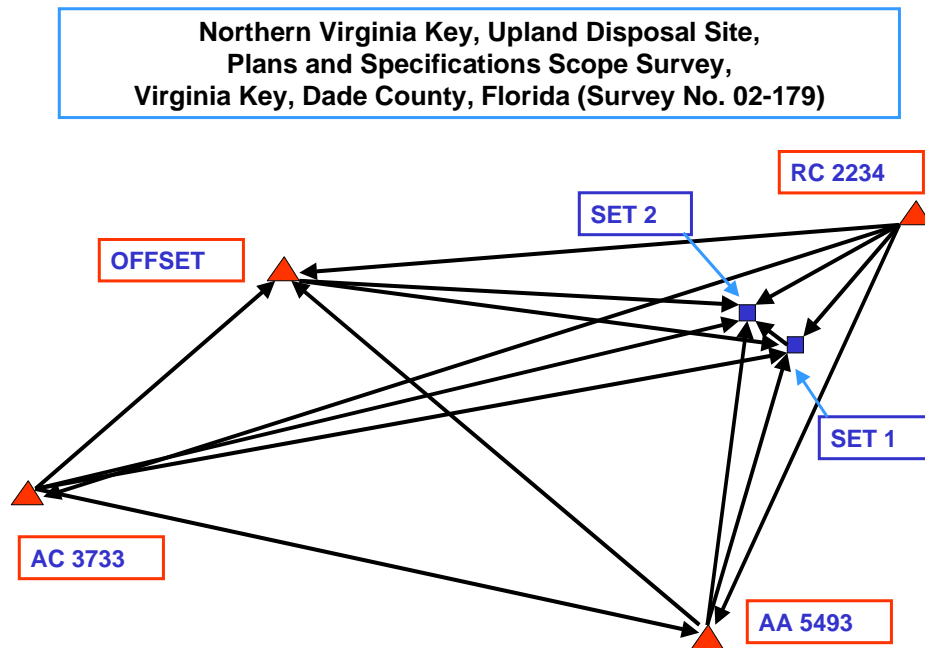 Northern Virginia Key, Upland Disposal Site,
Plans and Specifications Scope Survey,
Virginia Key, Dade County, Florida (Survey No. 02-179)
RC 2234
SET 2
OFFSET
SET 1
AC 3733
AA 5493